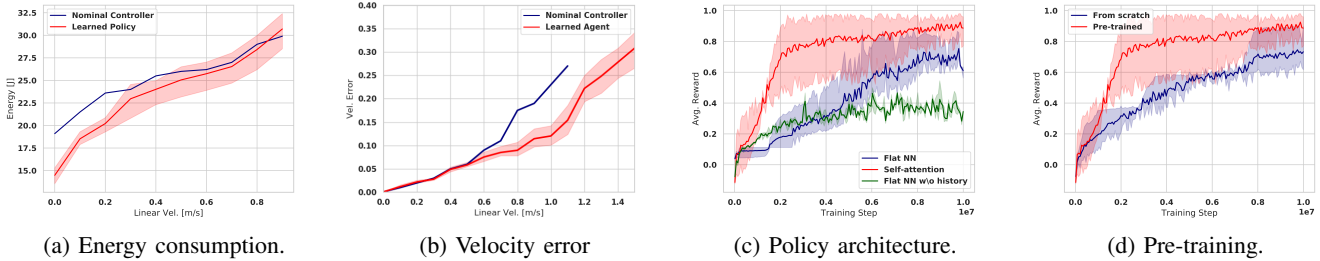 Nominal Controller
Learned Policy
Energy [J]
32.5
30.0
27.5
25.0
22.5
20.0
17.5
15.0
0.0 0.2 0.4 0.6 0.8
Linear Vel. [m/s]
(a) Energy consumption.
Nominal Controller
Learned Agent
Vel. Error
0.40
0.35
0.30
0.25
0.20
0.15
0.10
0.05
0.00
0.0 0.2 0.4 0.6 0.8 1.0 1.2 1.4
Linear Vel. [m/s]
(b) Velocity error
Avg. Reward
1.0
0.8
0.6
0.4
0.2
0.0
Flat NN
Self-attention
Flat NN w\o history
0.0 0.2 0.4 0.6 0.8 1.0
Training Step
1e7
(c) Policy architecture.
From scratch
Pre-trained
Avg. Reward
1.0
0.8
0.6
0.4
0.2
0.0
0.0 0.2 0.4 0.6 0.8 1.0
Training Step
1e7
(d) Pre-training.